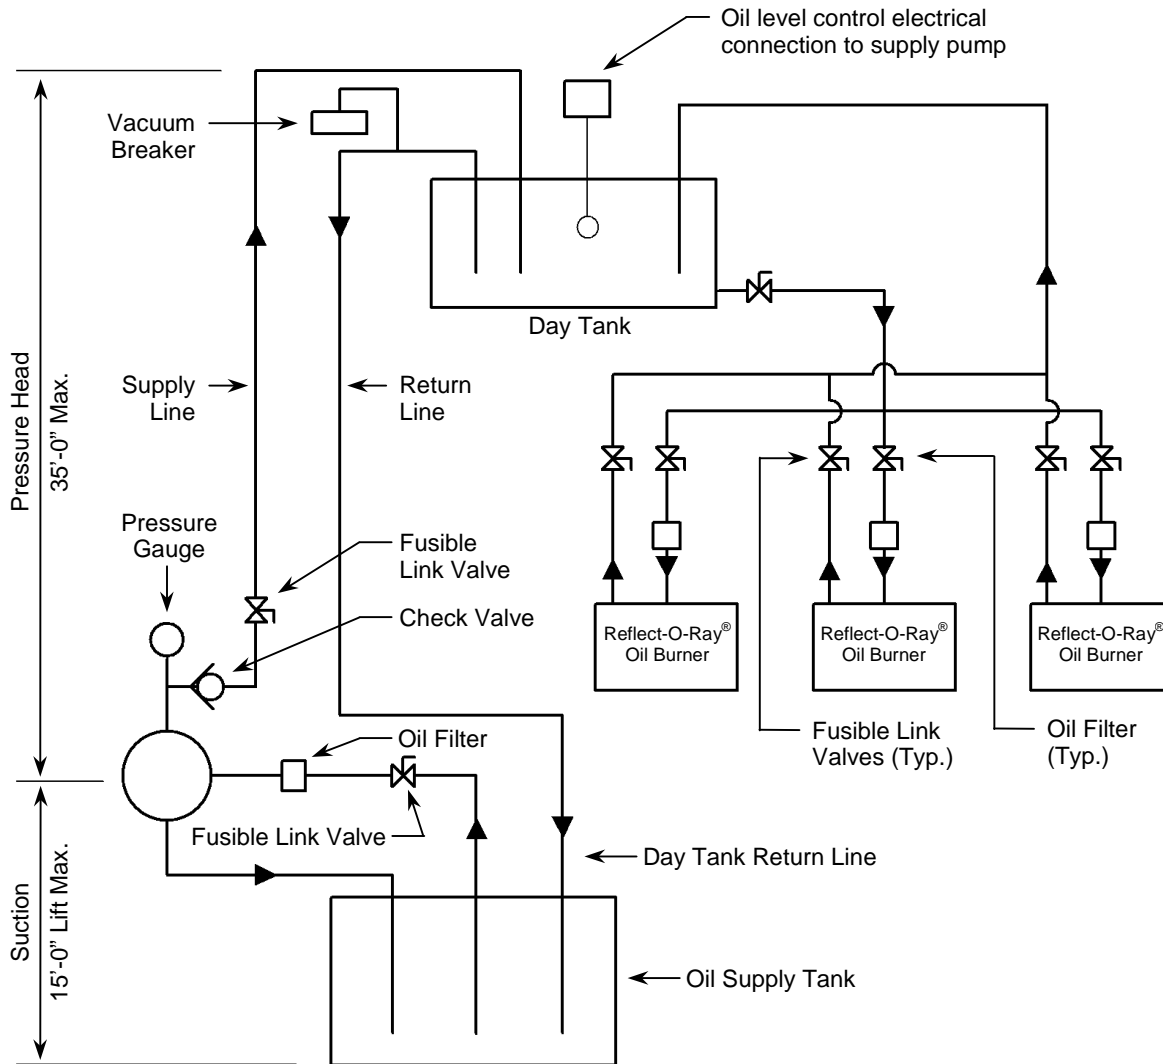 Oil level control electrical
connection to supply pump
Vacuum
Breaker
Day Tank
Pressure Head
35’-0” Max.
Supply
Line
Return
Line
Pressure
Gauge
Fusible
Link Valve
Check Valve
Reflect-O-Ray®
Oil Burner
Reflect-O-Ray®
Oil Burner
Reflect-O-Ray®
Oil Burner
Oil Filter
Fusible Link
Valves (Typ.)
Oil Filter
(Typ.)
Fusible Link Valve
Day Tank Return Line
Suction
15’-0” Lift Max.
Oil Supply Tank